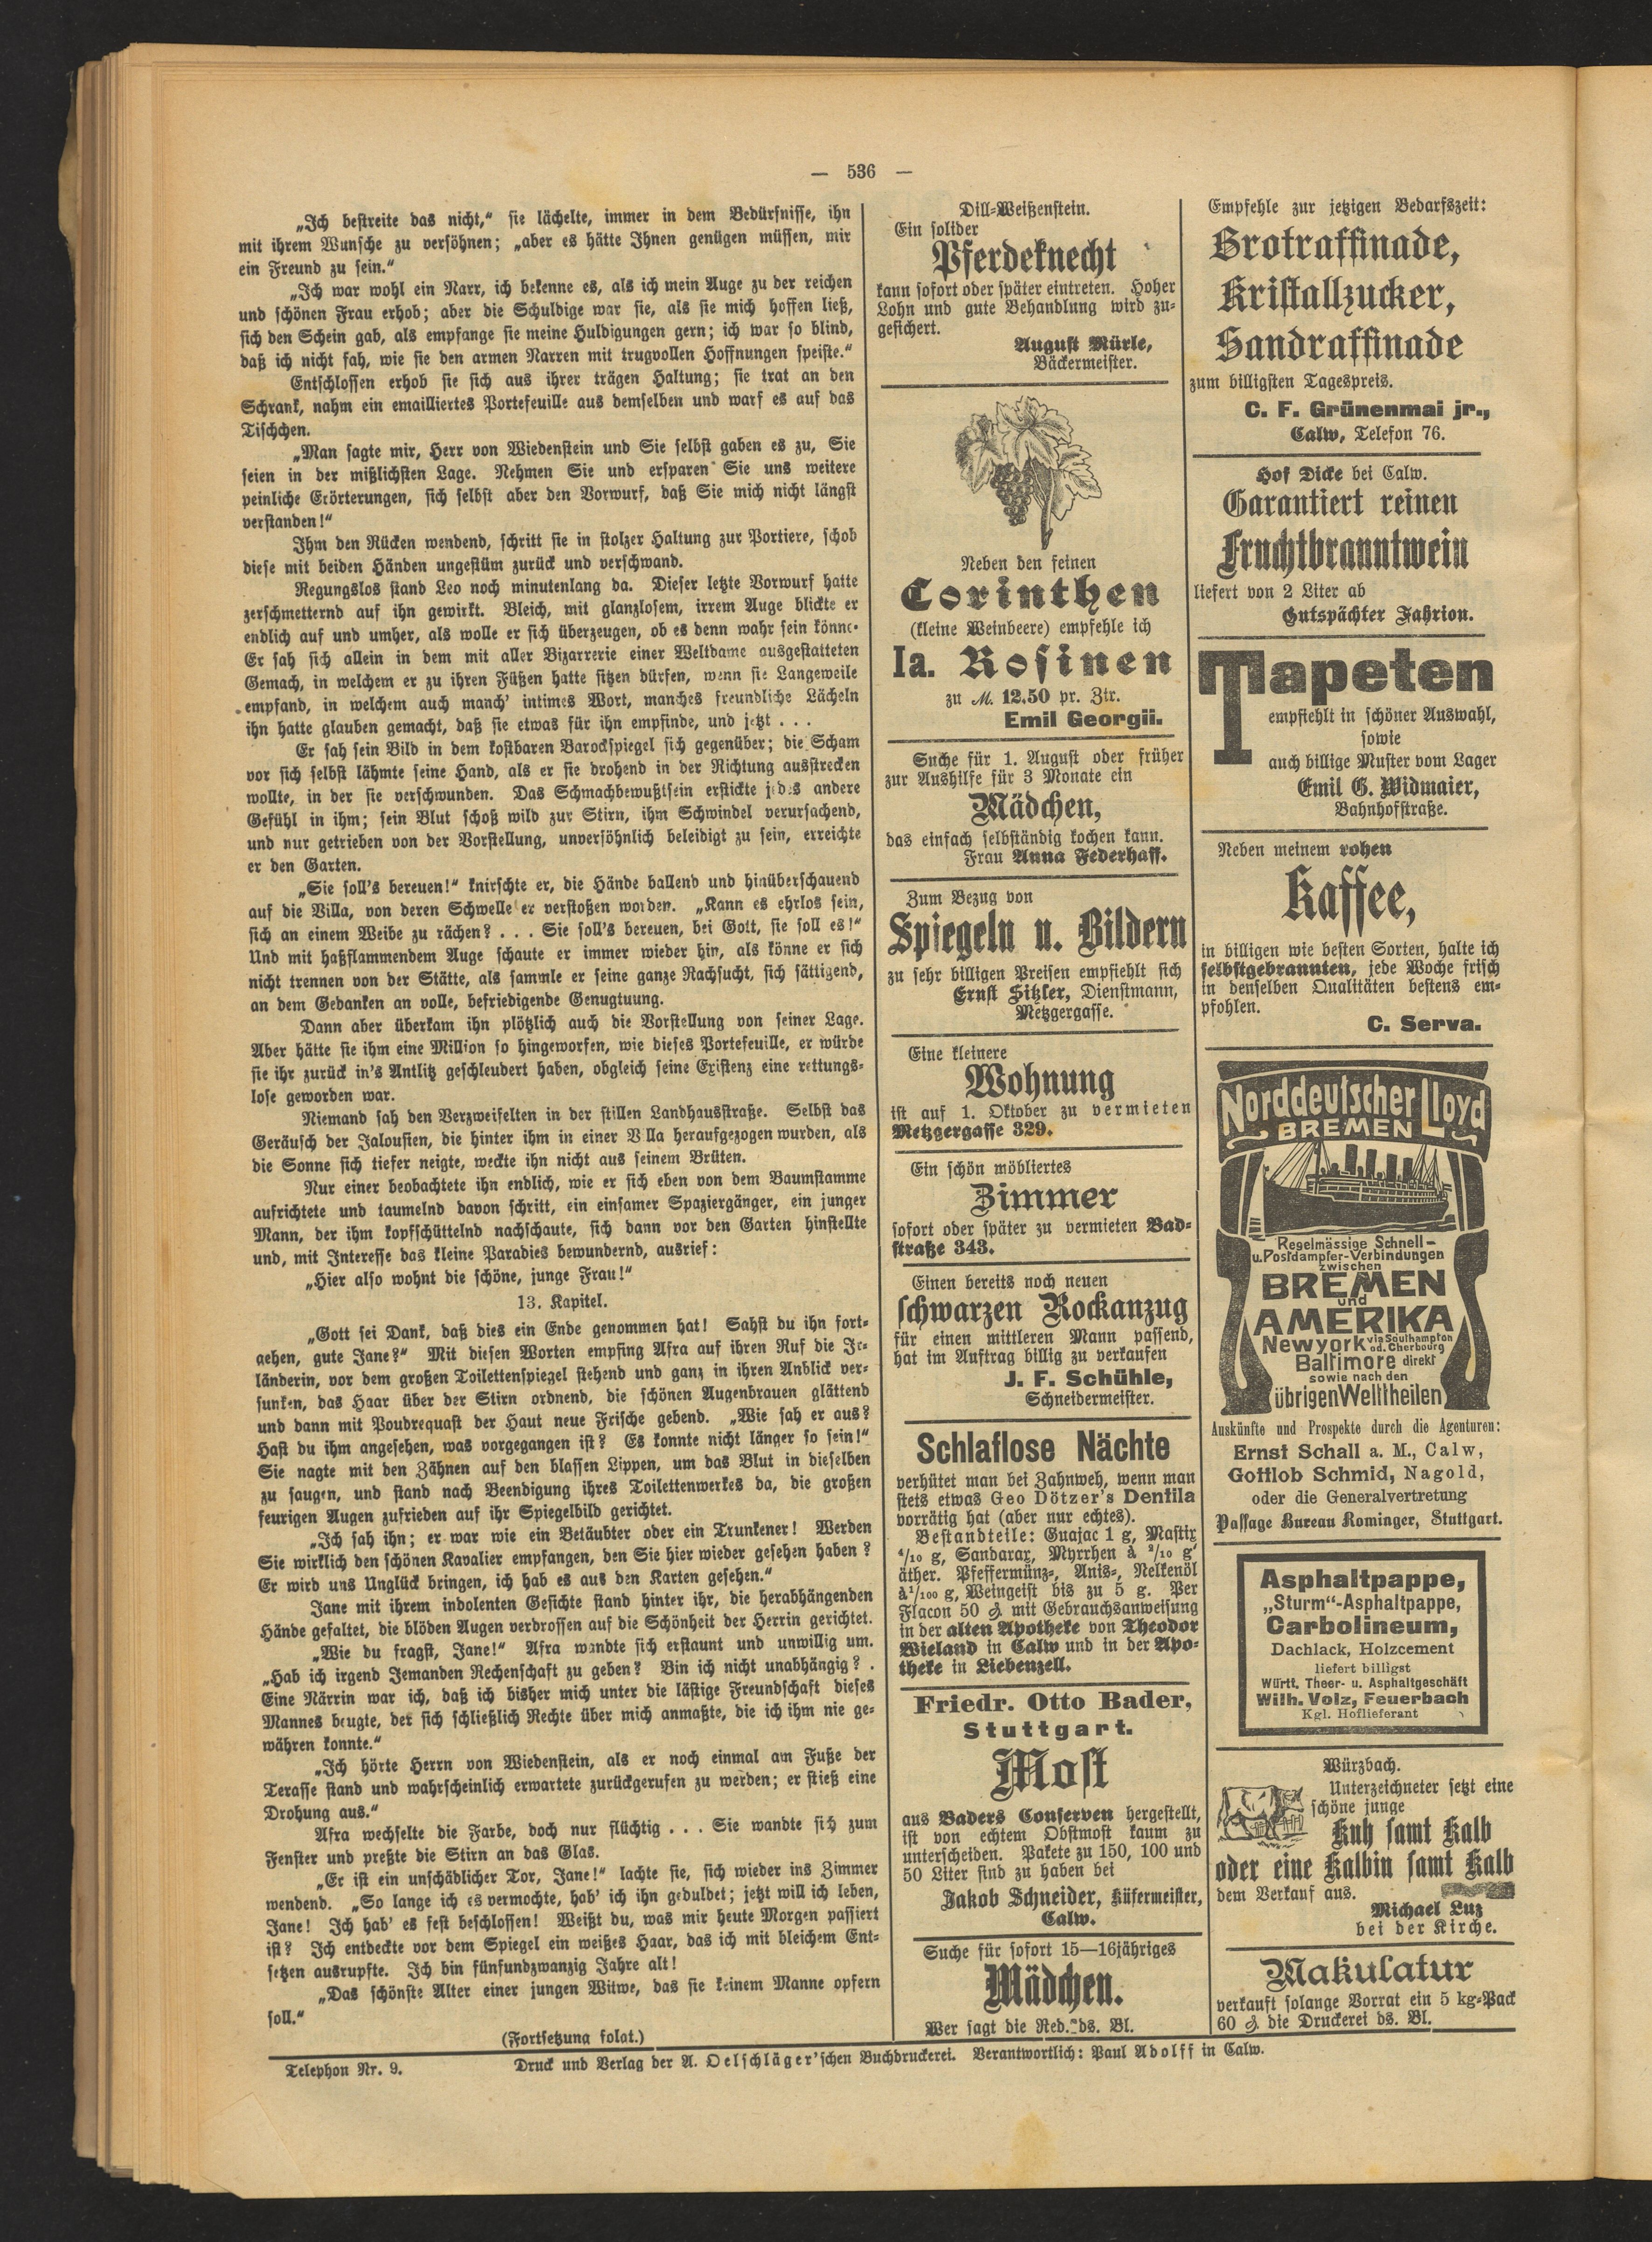 — 536 —
„Ich bestreite das nicht,“ sie lächelte, immer in dem Bedürfnisse, ihn
mit ihrem Wunsche zu versöhnen; „aber es hätte Ihnen genügen müssen, mir
ein Freund zu sein.“
„Ich war wohl ein Narr, ich bekenne es, als ich mein Auge zu der reichen
und schönen Frau erhob; aber die Schuldige war sie, als sie mich hoffen ließ,
sich den Schein gab, als empfange sie meine Huldigungen gern; ich war so blind,
daß ich nicht sah, wie sie den armen Narren mit trugvollen Hoffnungen speiste.“
Entschlossen erhob sie sich aus ihrer trägen Haltung; sie trat an den
Schrank, nahm ein emailliertes Portefeuille aus demselben und warf es auf das
Tischchen.
„Man sagte mir, Herr von Wiedenstein und Sie selbst gaben es zu, Sie
seien in der mißlichsten Lage. Nehmen Sie und ersparen Sie uns weitere
peinliche Erörterungen, sich selbst aber den Vorwurf, daß Sie mich nicht längst
verstanden!“
Ihm den Rücken wendend, schritt sie in stolzer Haltung zur Portiere, schob
diese mit beiden Händen ungestüm zurück und verschwand.
Regungslos stand Leo noch minutenlang da. Dieser letzte Vorwurf hatte
zerschmetternd auf ihn gewirkt. Bleich, mit glanzlosem, irrem Auge blickte er
endlich auf und umher, als wolle er sich überzeugen, ob es denn wahr sein könne.
Er sah sich allein in dem mit aller Bizarrerie einer Weltdame ausgestatteten
Gemach, in welchem er zu ihren Füßen hatte sitzen dürfen, wenn sie Langeweile
empfand, in welchem auch manch' intimes Wort, manches freundliche Lächeln
ihn hatte glauben gemacht, daß sie etwas für ihn empfinde, und jetzt . . .
Er sah sein Bild in dem kostbaren Barockspiegel sich gegenüber; die Scham
vor sich selbst lähmte seine Hand, als er sie drohend in der Richtung ausstrecken
wollte, in der sie verschwunden. Das Schmachbewußtsein erstickte jedes andere
Gefühl in ihm; sein Blut schoß wild zur Stirn, ihm Schwindel verursachend,
und nur getrieben von der Vorstellung, unversöhnlich beleidigt zu sein, erreichte
er den Garten.
„Sie soll's bereuen!“ knirschte er, die Hände ballend und hinüberschauend
auf die Villa, von deren Schwelle er verstoßen worden. „Kann es ehrlos sein,
sich an einem Weibe zu rächen? . . . Sie soll's bereuen, bei Gott, sie soll es!“
Und mit haßflammendem Auge schaute er immer wieder hin, als könne er sich
nicht trennen von der Stätte, als sammle er seine ganze Rachsucht, sich sättigend,
an dem Gedanken an volle, befriedigende Genugtuung.
Dann aber überkam ihn plötzlich auch die Vorstellung von seiner Lage.
Aber hätte sie ihm eine Million so hingeworfen, wie dieses Portefeuille, er würde
sie ihr zurück in's Antlitz geschleudert haben, obgleich seine Existenz eine rettungs-
lose geworden war.
Niemand sah den Verzweifelten in der stillen Landhausstraße. Selbst das
Geräusch der Jalousien, die hinter ihm in einer Villa heraufgezogen wurden, als
die Sonne sich tiefer neigte, weckte ihn nicht aus seinem Brüten.
Nur einer beobachtete ihn endlich, wie er sich eben von dem Baumstamme
aufrichtete und taumelnd davon schritt, ein einsamer Spaziergänger, ein junger
Mann, der ihm kopfschüttelnd nachschaute, sich dann vor den Garten hinstellte
und, mit Interesse das kleine Paradies bewundernd, ausrief:
„Hier also wohnt die schöne, junge Frau!“
13. Kapitel.
„Gott sei Dank, daß dies ein Ende genommen hat! Sahst du ihn fort-
gehen, gute Jane?“ Mit diesen Worten empfing Afra auf ihren Ruf die Ir-
länderin, vor dem großen Toilettenspiegel stehend und ganz in ihren Anblick ver-
sunken, das Haar über der Stirn ordnend, die schönen Augenbrauen glättend
und dann mit Poudrequast der Haut neue Frische gebend. „Wie sah er aus?
Hast du ihm angesehen, was vorgegangen ist? Es konnte nicht länger so sein!“
Sie nagte mit den Zähnen auf den blassen Lippen, um das Blut in dieselben
zu saugen, und stand nach Beendigung ihres Toilettenwerkes da, die großen
feurigen Augen zufrieden auf ihr Spiegelbild gerichtet.
„Ich sah ihn; er war wie ein Betäubter oder ein Trunkener! Werden
Sie wirklich den schönen Kavalier empfangen, den Sie hier wieder gesehen haben?
Er wird uns Unglück bringen, ich hab es aus den Karten gesehen.“
Jane mit ihrem indolenten Gesichte stand hinter ihr, die herabhängenden
Hände gefaltet, die blöden Augen verdrossen auf die Schönheit der Herrin gerichtet.
„Wie du fragst, Jane!“ Afra wandte sich erstaunt und unwillig um.
„Hab ich irgend Jemanden Rechenschaft zu geben? Bin ich nicht unabhängig? .
Eine Närrin war ich, daß ich bisher mich unter die lästige Freundschaft dieses
Mannes beugte, der sich schließlich Rechte über mich anmaßte, die ich ihm nie ge-
währen konnte.“
„Ich hörte Herrn von Wiedenstein, als er noch einmal am Fuße der
Terasse stand und wahrscheinlich erwartete zurückgerufen zu werden; er stieß eine
Drohung aus.“
Afra wechselte die Farbe, doch nur flüchtig . . . Sie wandte sich zum
Fenster und preßte die Stirn an das Glas.
„Er ist ein unschädlicher Tor, Jane!“ lachte sie, sich wieder ins Zimmer
wendend. „So lange ich es vermochte, hab' ich ihn geduldet; jetzt will ich leben,
Jane! Ich hab' es fest beschlossen! Weißt du, was mir heute Morgen passiert
ist? Ich entdeckte vor dem Spiegel ein weißes Haar, das ich mit bleichem Ent-
setzen ausrupfte. Ich bin fünfundzwanzig Jahre alt!
„Das schönste Alter einer jungen Witwe, das sie keinem Manne opfern
soll.“
(Fortsetzung folgt.)
Dill-Weißenstein.
Ein solider
Pferdeknecht
kann sofort oder später eintreten. Hoher
Lohn und gute Behandlung wird zu-
gesichert.
August Mürle,
Bäckermeister.
Neben den feinen
Corinthen
(kleine Weinbeere) empfehle ich
Ia. Rosinen
zu M. 12.50 pr. Ztr.
Emil Georgii.
Suche für 1. August oder früher
zur Aushilfe für 3 Monate ein
Mädchen,
das einfach selbständig kochen kann.
Frau Anna Federhaff.
Zum Bezug von
Spiegeln u. Bildern
zu sehr billigen Preisen empfiehlt sich
Ernst Sitzler, Dienstmann,
Metzgergasse.
Eine kleinere
Wohnung
ist auf 1. Oktober zu vermieten
Metzgergasse 329.
Ein schön möbliertes
Zimmer
sofort oder später zu vermieten Bad-
straße 343.
Einen bereits noch neuen
schwarzen Rockanzug
für einen mittleren Mann passend,
hat im Auftrag billig zu verkaufen
J. F. Schühle,
Schneidermeister.
Schlaflose Nächte
verhütet man bei Zahnweh, wenn man
stets etwas Geo Dötzer's Dentila
vorrätig hat (aber nur echtes).
Bestandteile: Guajac 1 g, Mastix
4/10 g, Sandarax, Myrrhen à 2/10 g
äther. Pfeffermünz-, Anis-, Nelkenöl
à 1/100 g, Weingeist bis zu 5 g. Per
Flacon 50 ₰ mit Gebrauchsanweisung
in der alten Apotheke von Theodor
Wieland in Calw und in der Apo-
theke in Liebenzell.
Friedr. Otto Bader,
Stuttgart.
Most
aus Baders Conserven hergestellt,
ist von echtem Obstmost kaum zu
unterscheiden. Pakete zu 150, 100 und
50 Liter sind zu haben bei
Jakob Schneider, Küfermeister,
Calw.
Suche für sofort 15—16jähriges
Mädchen.
Wer sagt die Red. ds. Bl.
Empfehle zur jetzigen Bedarfszeit:
Brotraffinade,
Kristallzucker,
Sandraffinade
zum billigsten Tagespreis.
C. F. Grünenmai jr.,
Calw, Telefon 76.
Hof Dicke bei Calw.
Garantiert reinen
Fruchtbranntwein
liefert von 2 Liter ab
Gutspächter Fahrion.
Tapeten
empfiehlt in schöner Auswahl,
sowie
auch billige Muster vom Lager
Emil G. Widmaier,
Bahnhofstraße.
Neben meinem rohen
Kaffee,
in billigen wie besten Sorten, halte ich
selbstgebrannten, jede Woche frisch
in denselben Qualitäten bestens em-
pfohlen.
C. Serva.
Norddeutscher Lloyd
BREMEN
Regelmässige Schnell-
u. Postdampfer-Verbindungen
zwischen
BREMEN
und
AMERIKA
Newyork via Southampton od. Cherbourg
Baltimore direkt
sowie nach den
übrigen Welttheilen
Auskünfte und Prospekte durch die Agenturen:
Ernst Schall a. M., Calw,
Gottlob Schmid, Nagold,
oder die Generalvertretung
Passage Bureau Rominger, Stuttgart.
Asphaltpappe,
„Sturm“-Asphaltpappe,
Carbolineum,
Dachlack, Holzcement
liefert billigst
Württ. Theer- u. Asphaltgeschäft
Wilh. Volz, Feuerbach
Kgl. Hoflieferant
Würzbach.
Unterzeichneter setzt eine
schöne junge
Kuh samt Kalb
oder eine Kalbin samt Kalb
dem Verkauf aus.
Michael Luz
bei der Kirche.
Makulatur
verkauft solange Vorrat ein 5 kg-Pack
60 ₰ die Druckerei ds. Bl.
Telephon Nr. 9.
Druck und Verlag der A. Oelschläger'schen Buchdruckerei. Verantwortlich: Paul Adolff in Calw.